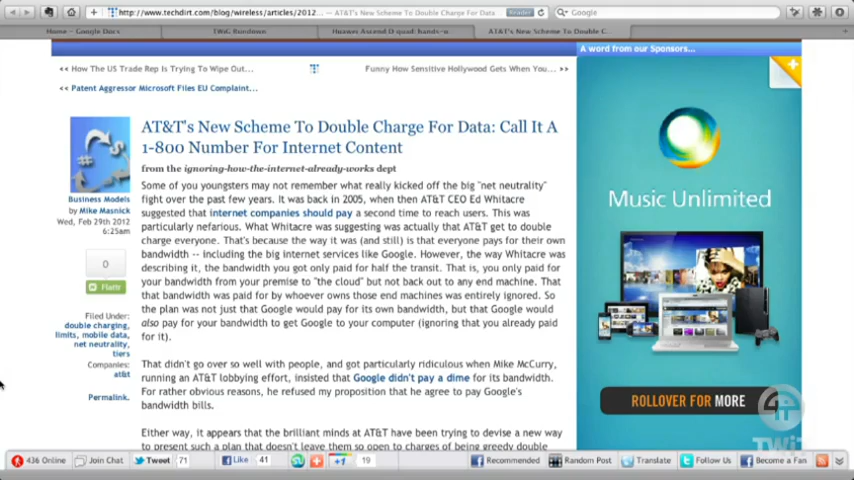 http://www.techdirt.com/blog/wireless/articles/2012... — AT&T's New Scheme To Double Charge For Data
Reader
Google
Home – Google Docs
TWiG Rundown
Huawei Ascend D quad: hands-o...
AT&T's New Scheme To Double C...
A word from our Sponsors...
<< How The US Trade Rep Is Trying To Wipe Out...
Funny How Sensitive Hollywood Gets When You... >>
<< Patent Aggressor Microsoft Files EU Complaint...
AT&T's New Scheme To Double Charge For Data: Call It A
1-800 Number For Internet Content
from the ignoring-how-the-internet-already-works dept
Business Models
by Mike Masnick
Wed, Feb 29th 2012
6:25am
0
Flattr
Filed Under:
double charging,
limits, mobile data,
net neutrality,
tiers
Companies:
at&t
Permalink.
Some of you youngsters may not remember what really kicked off the big "net neutrality"
fight over the past few years. It was back in 2005, when then AT&T CEO Ed Whitacre
suggested that internet companies should pay a second time to reach users. This was
particularly nefarious. What Whitacre was suggesting was actually that AT&T get to double
charge everyone. That's because the way it was (and still) is that everyone pays for their own
bandwidth -- including the big internet services like Google. However, the way Whitacre was
describing it, the bandwidth you got only paid for half the transit. That is, you only paid for
your bandwidth from your premise to "the cloud" but not back out to any end machine. That
that bandwidth was paid for by whoever owns those end machines was entirely ignored. So
the plan was not just that Google would pay for its own bandwidth, but that Google would
also pay for your bandwidth to get Google to your computer (ignoring that you already paid
for it).
That didn't go over so well with people, and got particularly ridiculous when Mike McCurry,
running an AT&T lobbying effort, insisted that Google didn't pay a dime for its bandwidth.
For rather obvious reasons, he refused my proposition that he agree to pay Google's
bandwidth bills.
Either way, it appears that the brilliant minds at AT&T have been trying to devise a new way
to present such a plan that doesn't leave them so open to charges of being greedy double
Music Unlimited
ROLLOVER FOR MORE
TWiT
436 Online
Join Chat
Tweet
71
Like
41
+1
19
Recommended
Random Post
Translate
Follow Us
Become a Fan